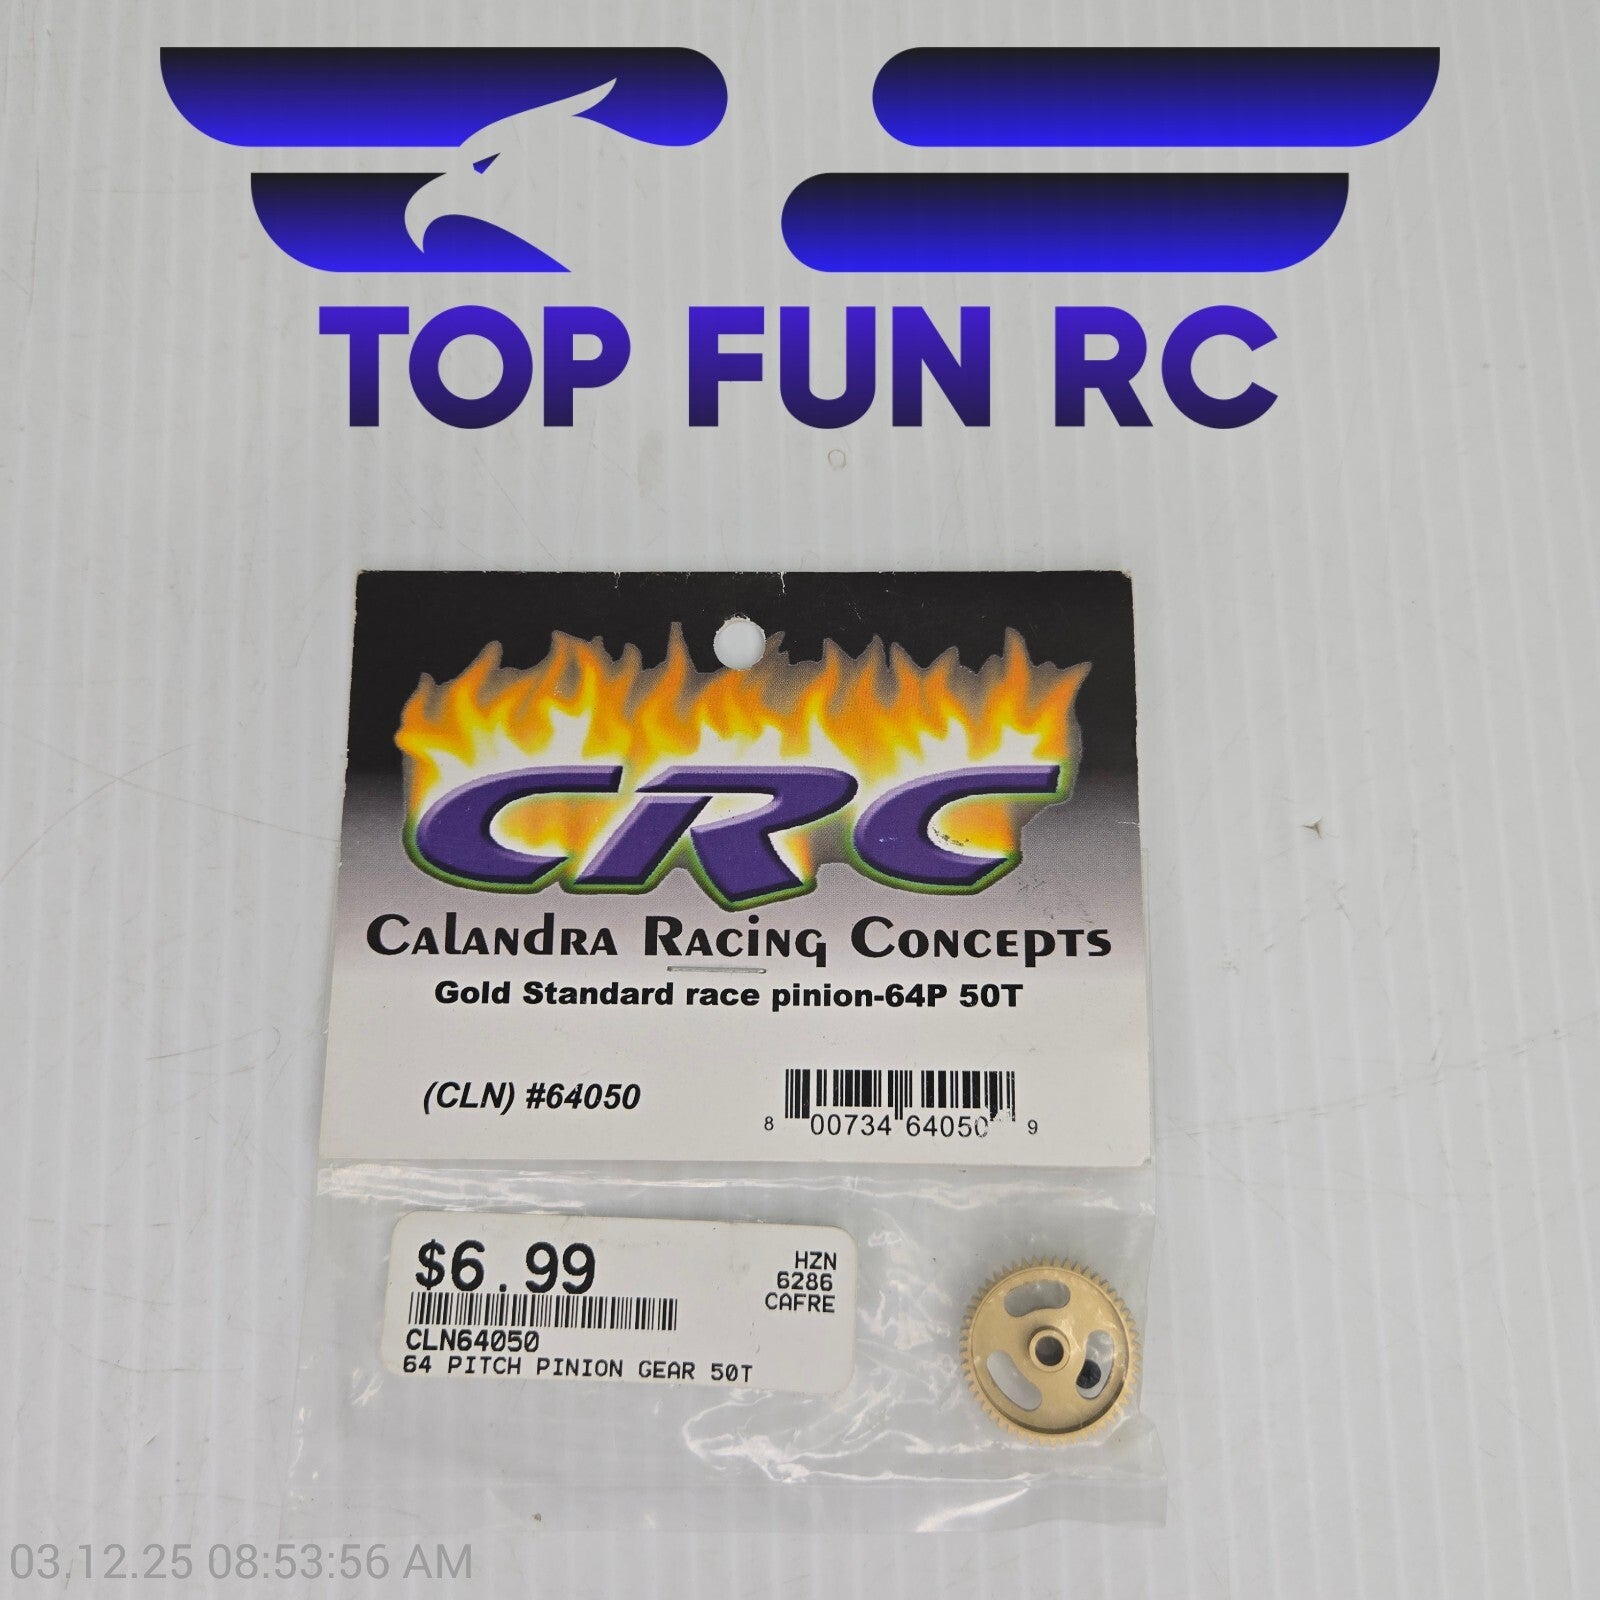 TOP FUN RC
CRC
Calandra Racing Concepts
Gold Standard race pinion-64P 50T
(CLN) #64050
8 00734 64050 9
$6.99
HZN
6286
CAFRE
CLN64050
64 PITCH PINION GEAR 50T
03.12.25 08:53:56 AM